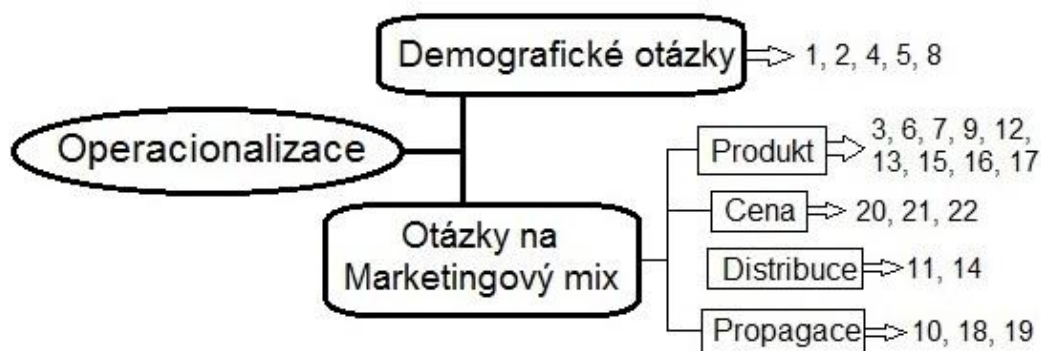 Demografické otázky
1, 2, 4, 5, 8
Operacionalizace
Otázky na
Marketingový mix
Produkt
3, 6, 7, 9, 12,
13, 15, 16, 17
Cena
20, 21, 22
Distribuce
11, 14
Propagace
10, 18, 19